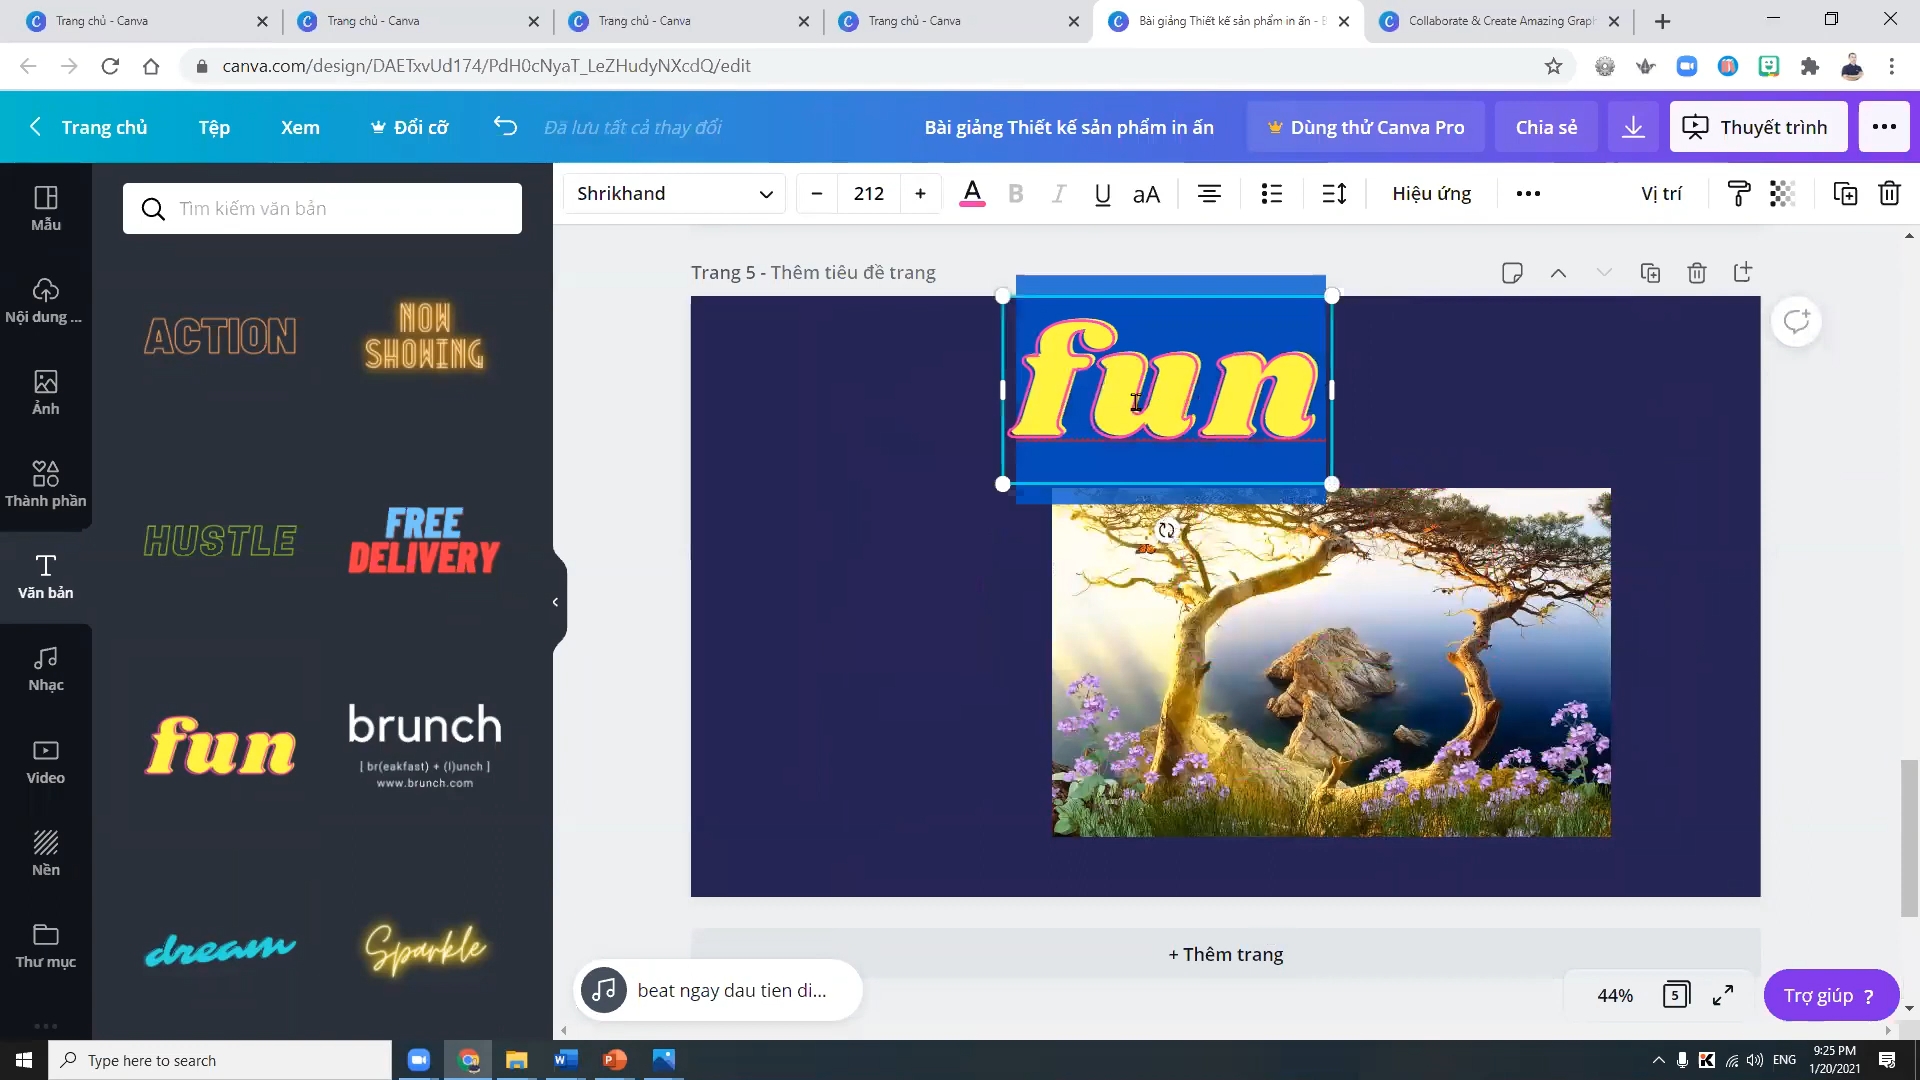 Trang chủ - Canva
Trang chủ - Canva
Trang chủ - Canva
Trang chủ - Canva
Bài giảng Thiết kế sản phẩm in ấn - B
Collaborate & Create Amazing Graph
canva.com/design/DAETxvUd174/PdH0cNyaT_LeZHudyNXcdQ/edit
Trang chủ
Tệp
Xem
Đổi cỡ
Đã lưu tất cả thay đổi
Bài giảng Thiết kế sản phẩm in ấn
Dùng thử Canva Pro
Chia sẻ
Thuyết trình
Mẫu
Nội dung ...
Ảnh
Thành phần
Văn bản
Nhạc
Video
Nền
Thư mục
Tìm kiếm văn bản
ACTION
NOW
SHOWING
HUSTLE
FREE
DELIVERY
fun
brunch
[ br(eakfast) + (l)unch ]
www.brunch.com
dream
Sparkle
Shrikhand
212
A
B
I
U
aA
Hiệu ứng
Vị trí
Trang 5 - Thêm tiêu đề trang
fun
+ Thêm trang
beat ngay dau tien di...
44%
5
Trợ giúp ?
Type here to search
ENG
9:25 PM
1/20/2021